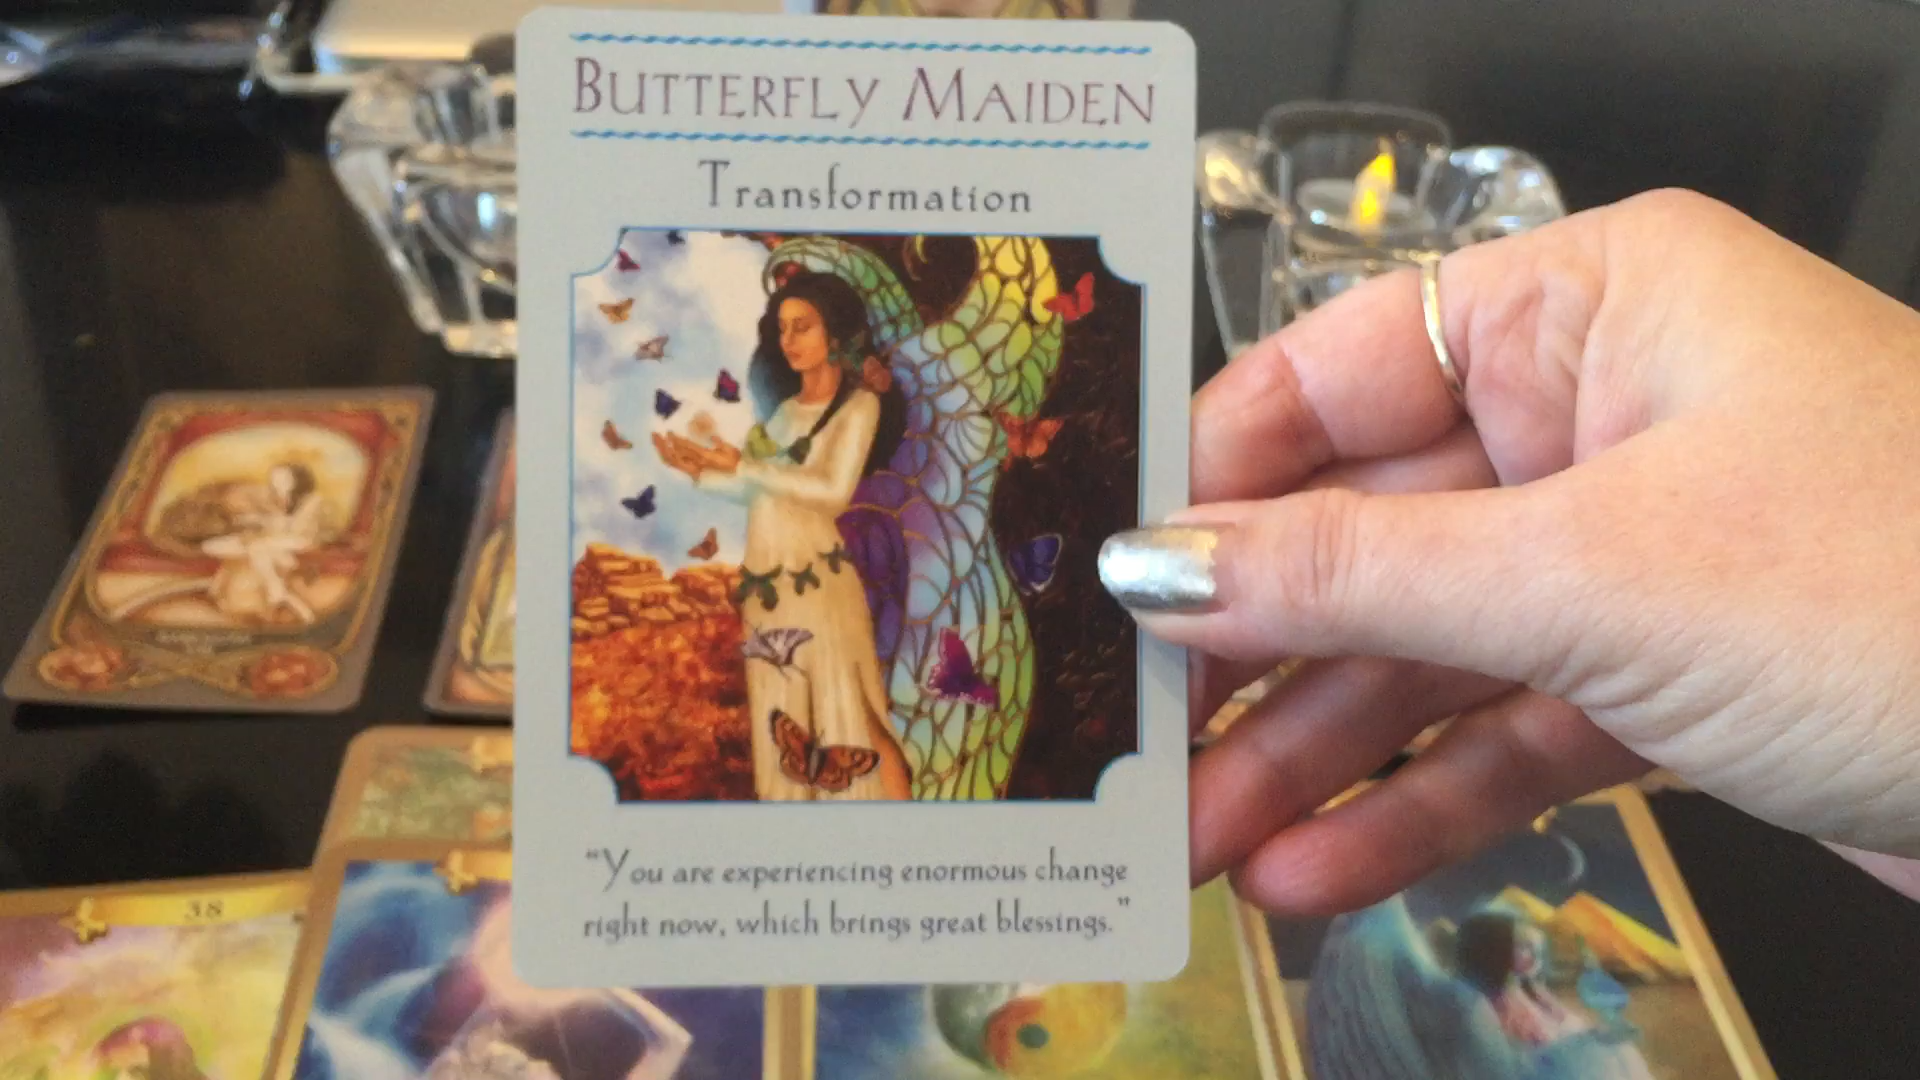 BUTTERFLY MAIDEN
Transformation
"You are experiencing enormous change
right now, which brings great blessings."
38